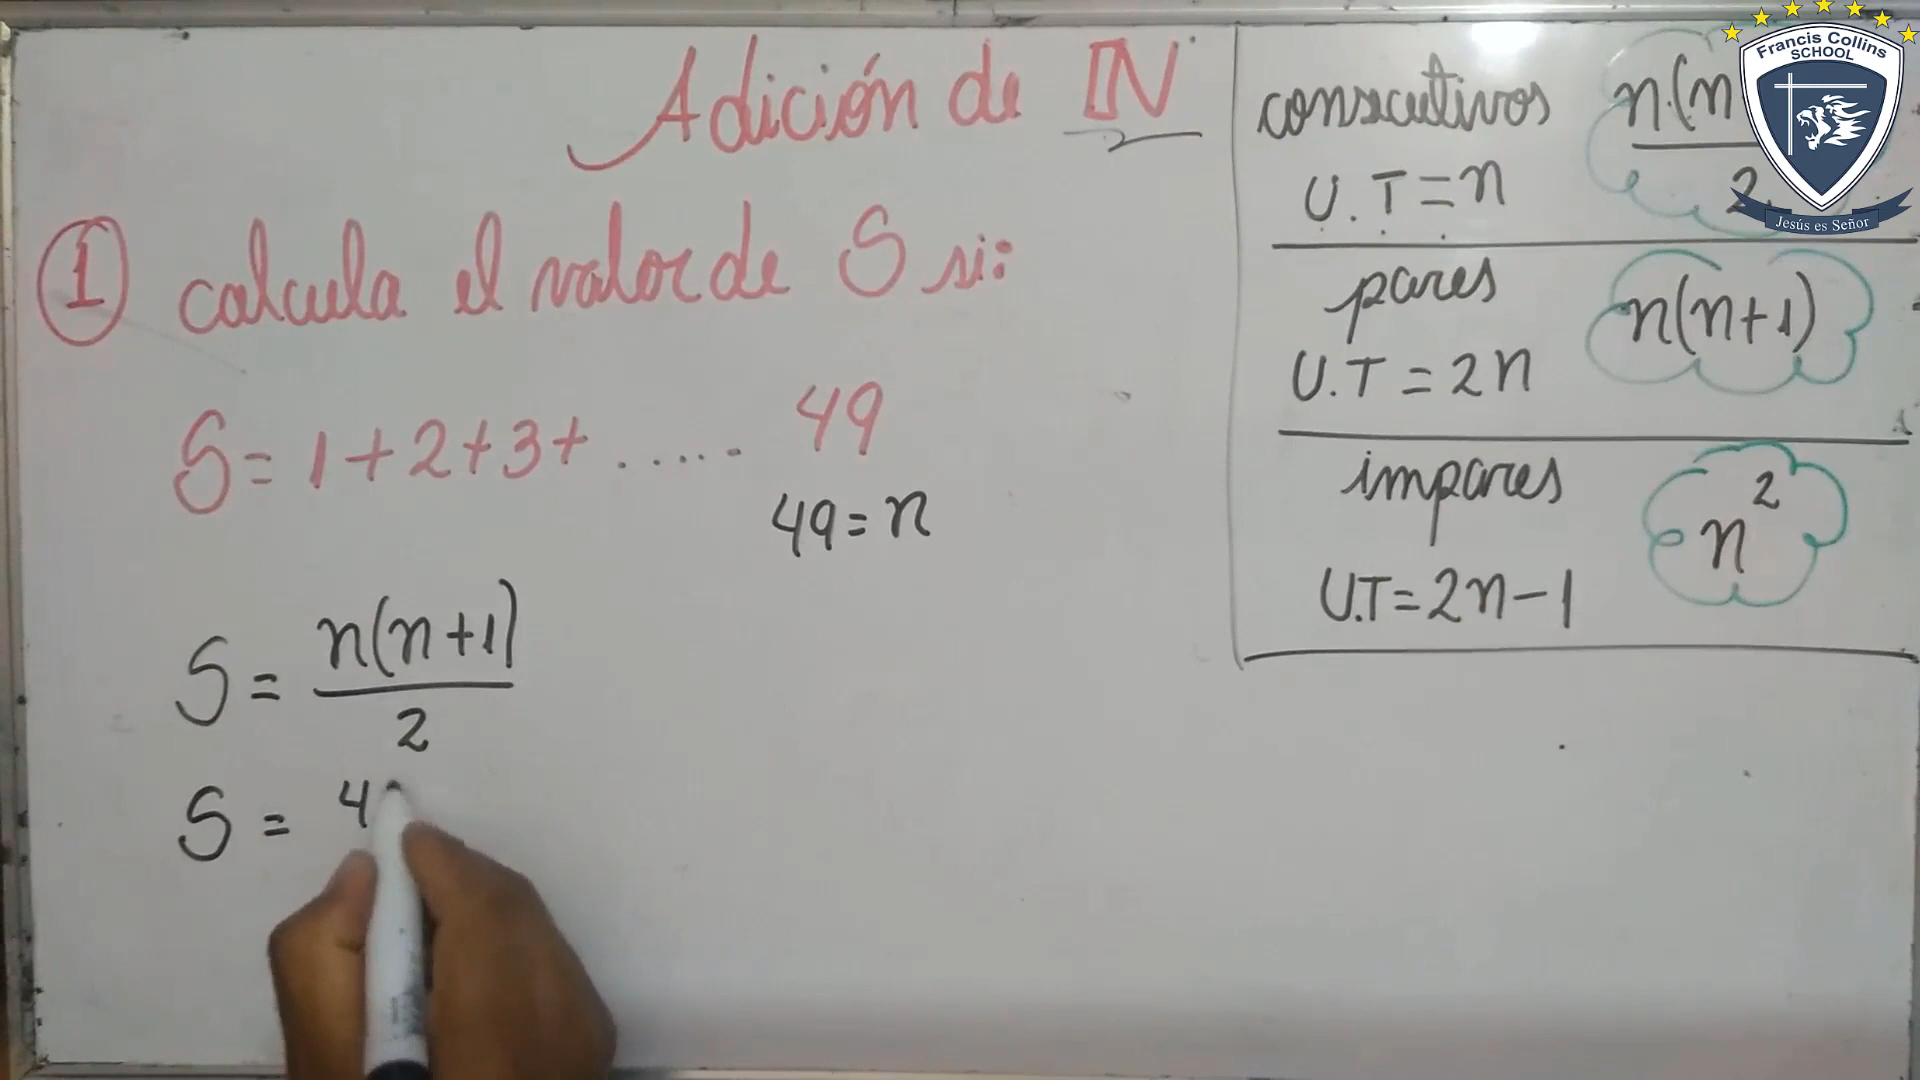 Adición de IN
① calcula el valor de S si:
S = 1 + 2 + 3 + ..... 49
49 = n
S = n(n+1)
2
S = 4
consecutivos n.(n
2
U.T = n
pares n(n+1)
U.T = 2n
impares n²
U.T = 2n - 1
Francis Collins
SCHOOL
Jesús es Señor